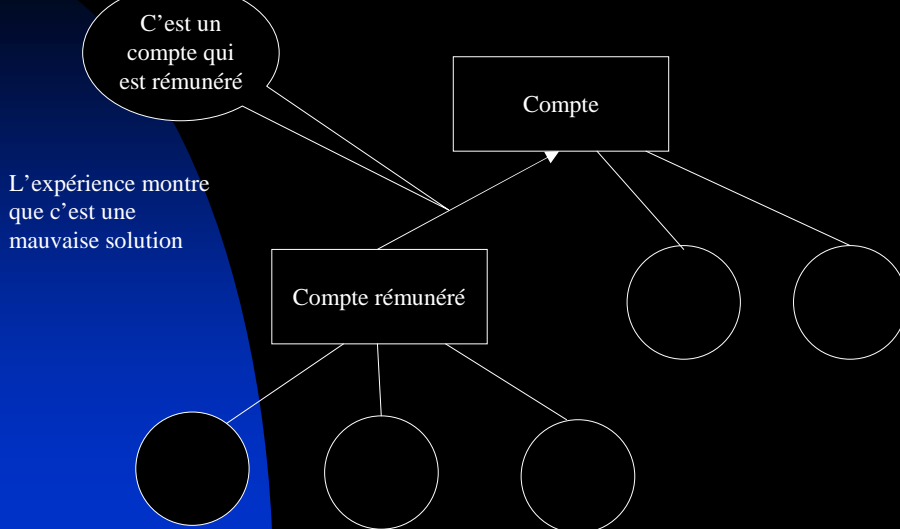 C’est un
compte qui
est rémunéré
Compte
L’expérience montre
que c’est une
mauvaise solution
Compte rémunéré